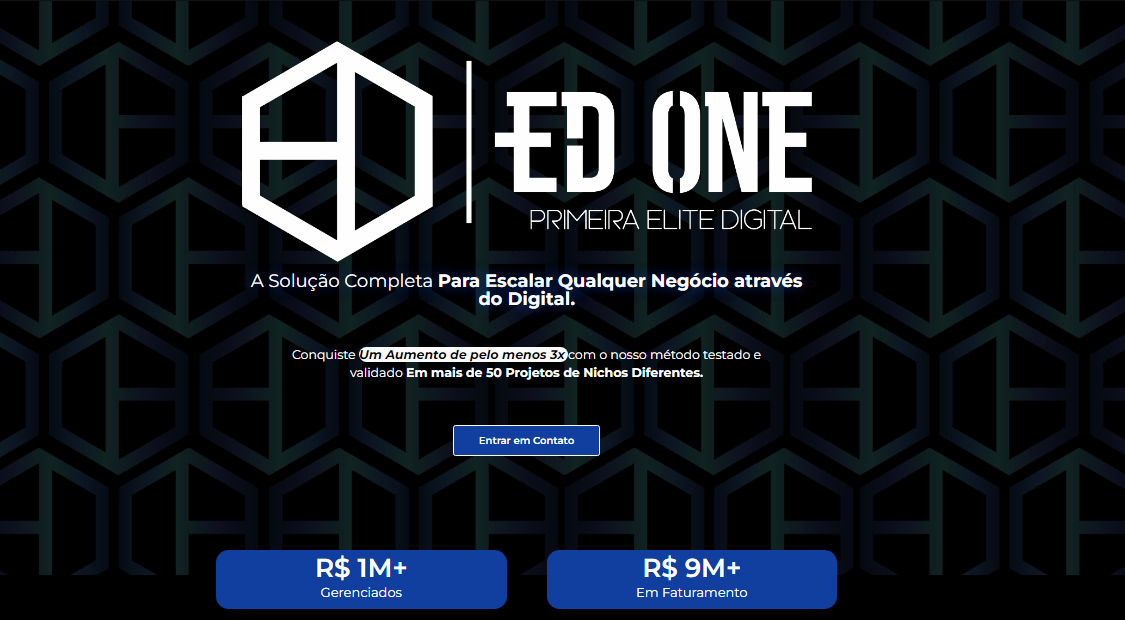 ED ONE
PRIMEIRA ELITE DIGITAL
A Solução Completa Para Escalar Qualquer Negócio através
do Digital.
Conquiste Um Aumento de pelo menos 3x com o nosso método testado e
validado Em mais de 50 Projetos de Nichos Diferentes.
Entrar em Contato
R$ 1M+
Gerenciados
R$ 9M+
Em Faturamento